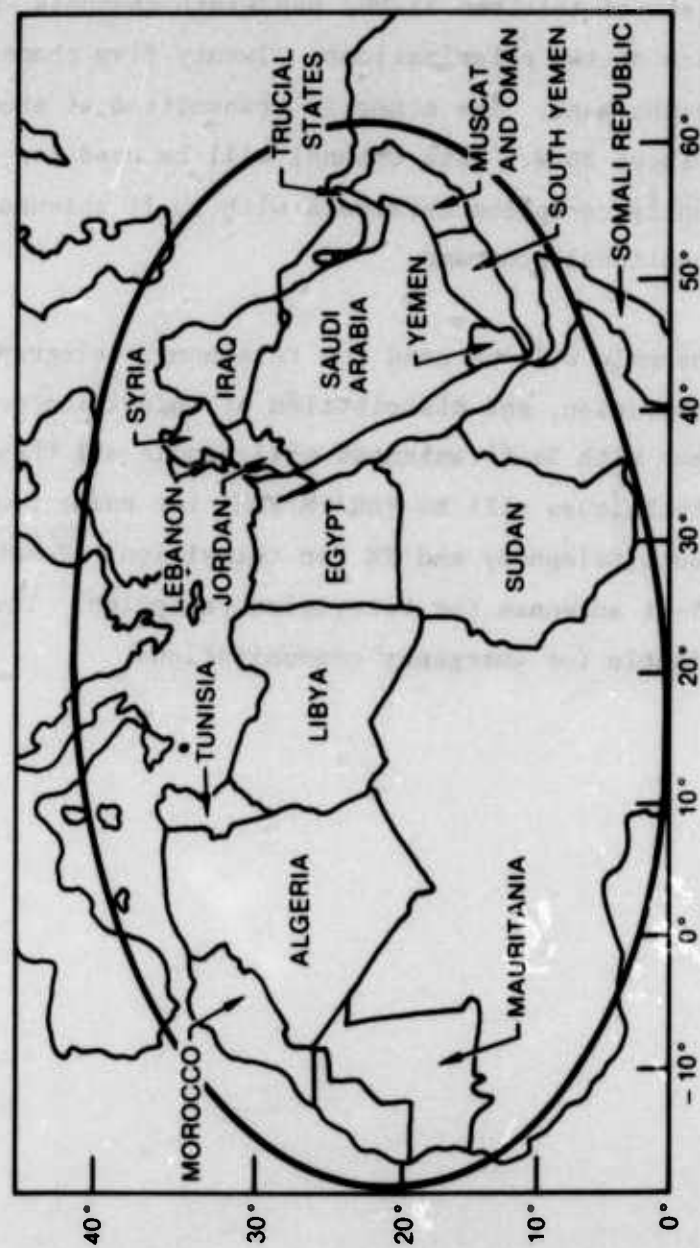 40°
30°
20°
10°
0°
MOROCCO
TUNISIA
LEBANON
SYRIA
JORDAN
IRAQ
TRUCIAL
STATES
ALGERIA
LIBYA
EGYPT
SAUDI
ARABIA
YEMEN
MUSCAT
AND OMAN
SOUTH YEMEN
MAURITANIA
SUDAN
SOMALI REPUBLIC
-10°
0°
10°
20°
30°
40°
50°
60°